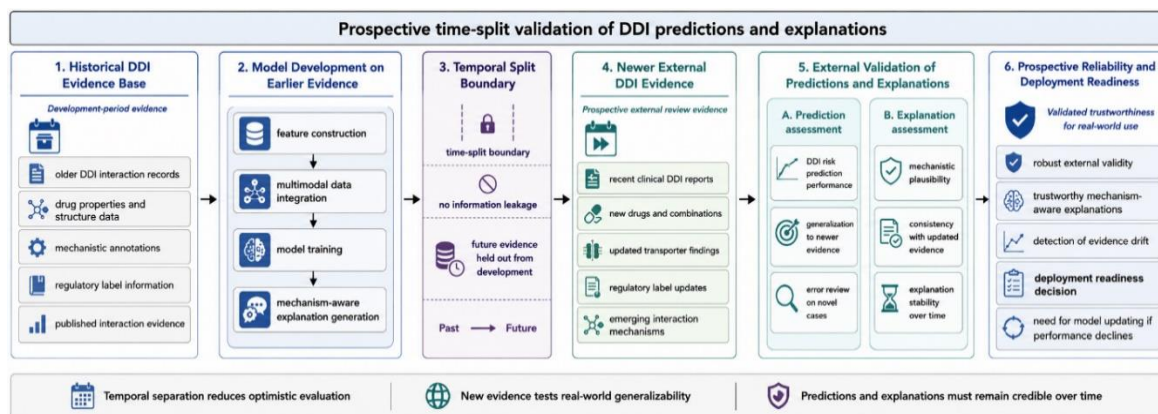 Prospective time-split validation of DDI predictions and explanations
1. Historical DDI
Evidence Base
Development-period evidence
older DDI interaction records
drug properties and
structure data
mechanistic annotations
regulatory label information
published interaction evidence
2. Model Development on
Earlier Evidence
feature construction
multimodal data
integration
model training
mechanism-aware
explanation generation
3. Temporal Split
Boundary
time-split boundary
no information leakage
future evidence
held out from
development
Past
Future
4. Newer External
DDI Evidence
Prospective external review evidence
recent clinical DDI reports
new drugs and combinations
updated transporter findings
regulatory label updates
emerging interaction
mechanisms
5. External Validation of
Predictions and Explanations
A. Prediction
assessment
DDI risk
prediction
performance
generalization
to newer
evidence
error review
on novel
cases
B. Explanation
assessment
mechanistic
plausibility
consistency
with updated
evidence
explanation
stability
over time
6. Prospective Reliability and
Deployment Readiness
Validated trustworthiness
for real-world use
robust external validity
trustworthy mechanism-
aware explanations
detection of evidence drift
deployment readiness
decision
need for model updating if
performance declines
Temporal separation reduces optimistic evaluation
New evidence tests real-world generalizability
Predictions and explanations must remain credible over time